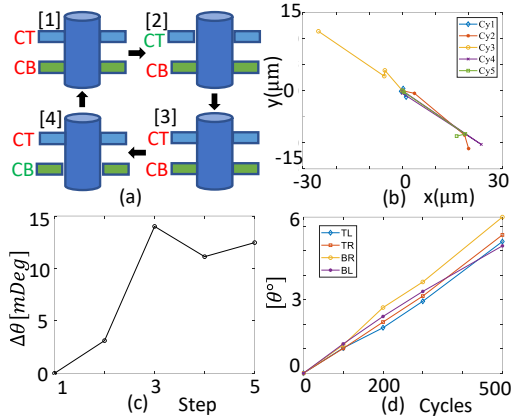 [1]
CT
CB
[2]
CT
CB
[4]
CT
CB
[3]
CT
CB
(a)
y(μm)
11
0
-15
-30
0
30
x(μm)
(b)
Cy1
Cy2
Cy3
Cy4
Cy5
Δθ[mDeg]
15
10
5
0
1
3
5
Step
(c)
[θ°]
6
3
0
0
200
500
Cycles
(d)
TL
TR
BR
BL